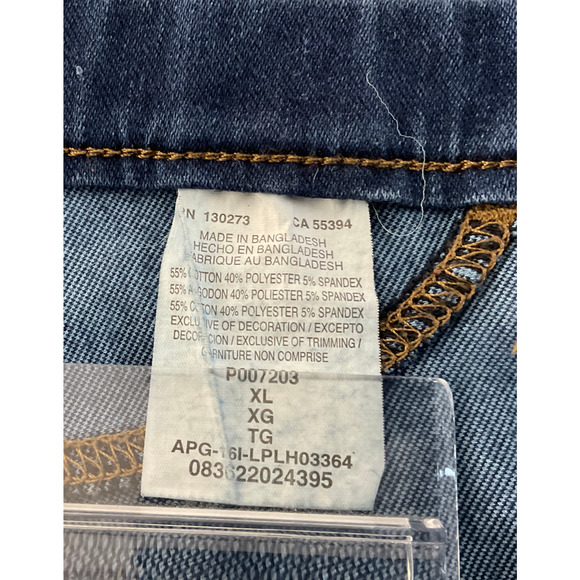 N 130273 CA 55394
MADE IN BANGLADESH
HECHO EN BANGLADESH
FABRIQUE AU BANGLADESH
55% COTTON 40% POLYESTER 5% SPANDEX
55% ALGODON 40% POLIESTER 5% SPANDEX
55% COTON 40% POLYESTER 5% SPANDEX
EXCLUSIVE OF DECORATION / EXCEPTO
DECORACION / EXCLUSIVE OF TRIMMING /
GARNITURE NON COMPRISE
P007203
XL
XG
TG
APG-16I-LPLH03364
083622024395